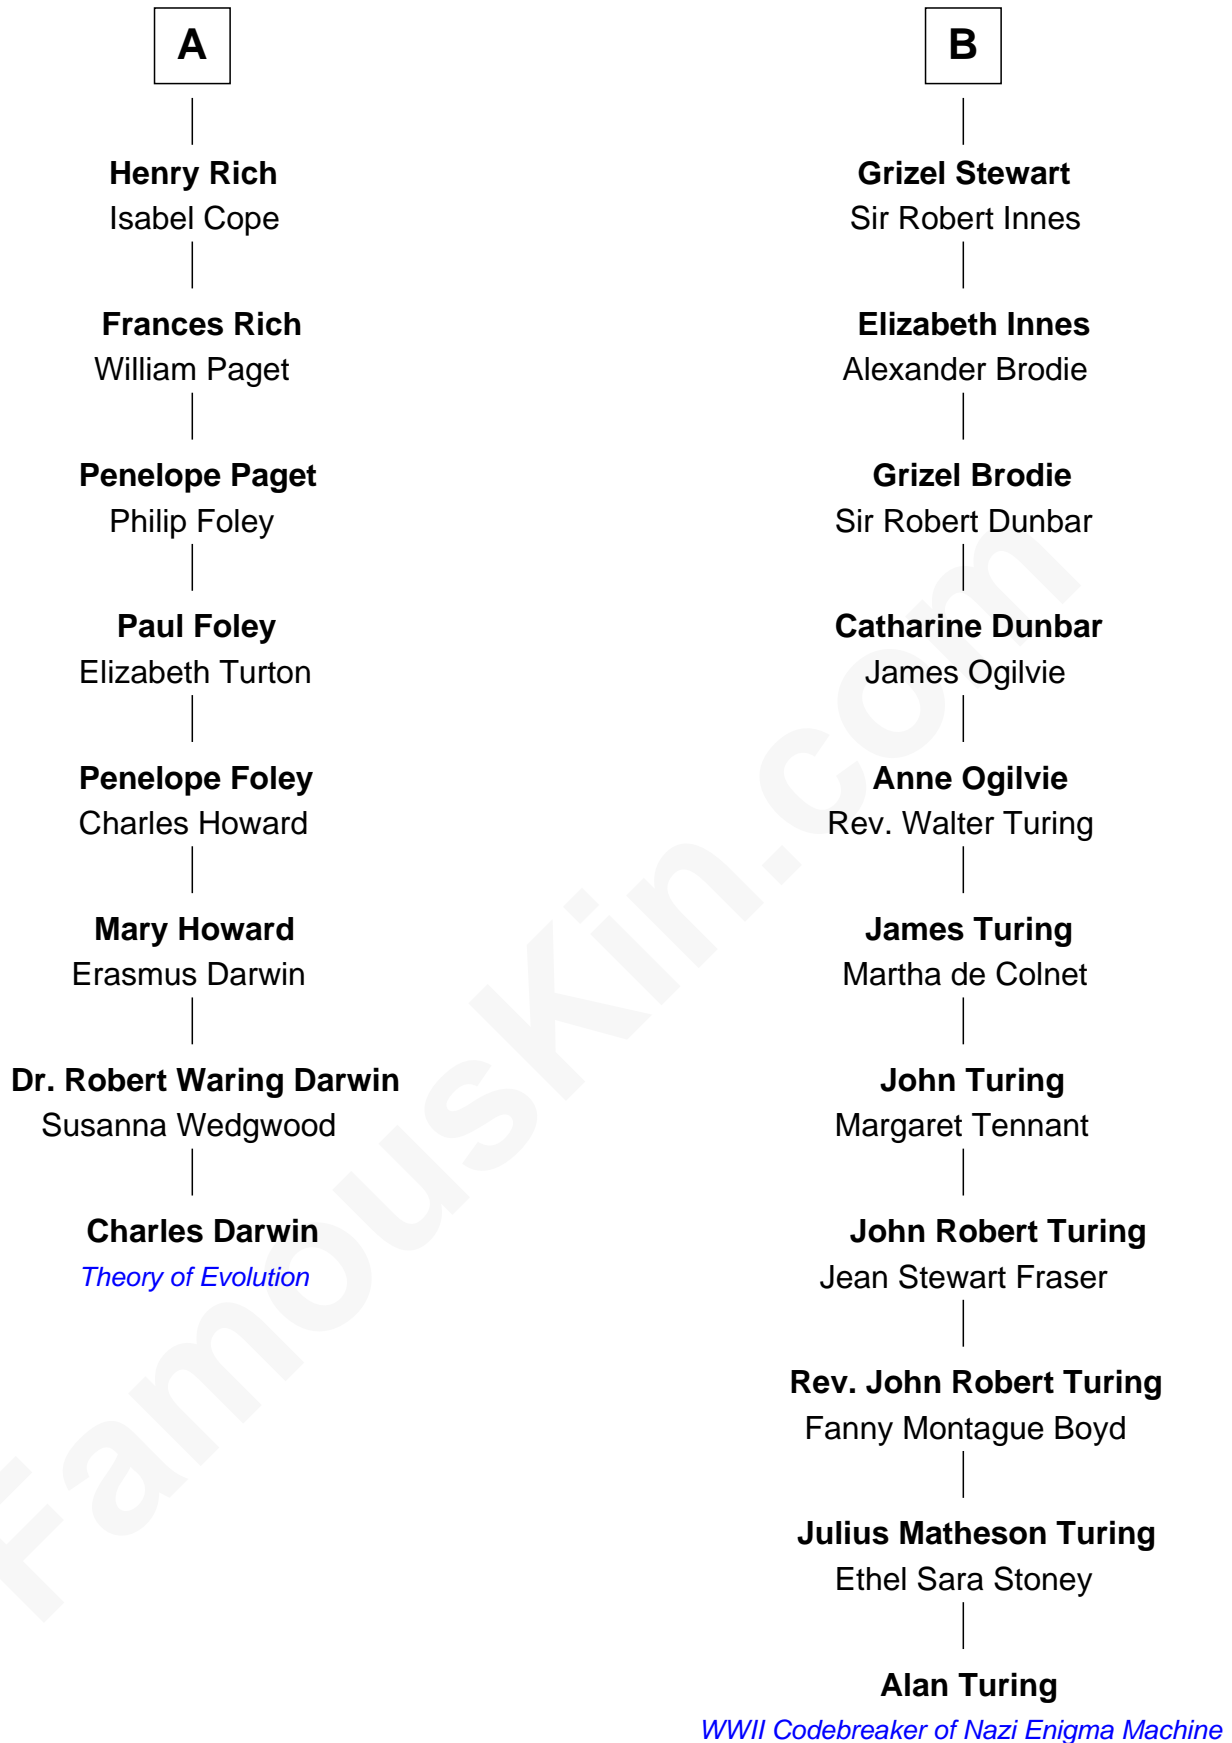 A
Henry Rich
Isabel Cope
Frances Rich
William Paget
Penelope Paget
Philip Foley
Paul Foley
Elizabeth Turton
Penelope Foley
Charles Howard
Mary Howard
Erasmus Darwin
Dr. Robert Waring Darwin
Susanna Wedgwood
Charles Darwin
Theory of Evolution
B
Grizel Stewart
Sir Robert Innes
Elizabeth Innes
Alexander Brodie
Grizel Brodie
Sir Robert Dunbar
Catharine Dunbar
James Ogilvie
Anne Ogilvie
Rev. Walter Turing
James Turing
Martha de Colnet
John Turing
Margaret Tennant
John Robert Turing
Jean Stewart Fraser
Rev. John Robert Turing
Fanny Montague Boyd
Julius Matheson Turing
Ethel Sara Stoney
Alan Turing
WWII Codebreaker of Nazi Enigma Machine
FamousKin.com